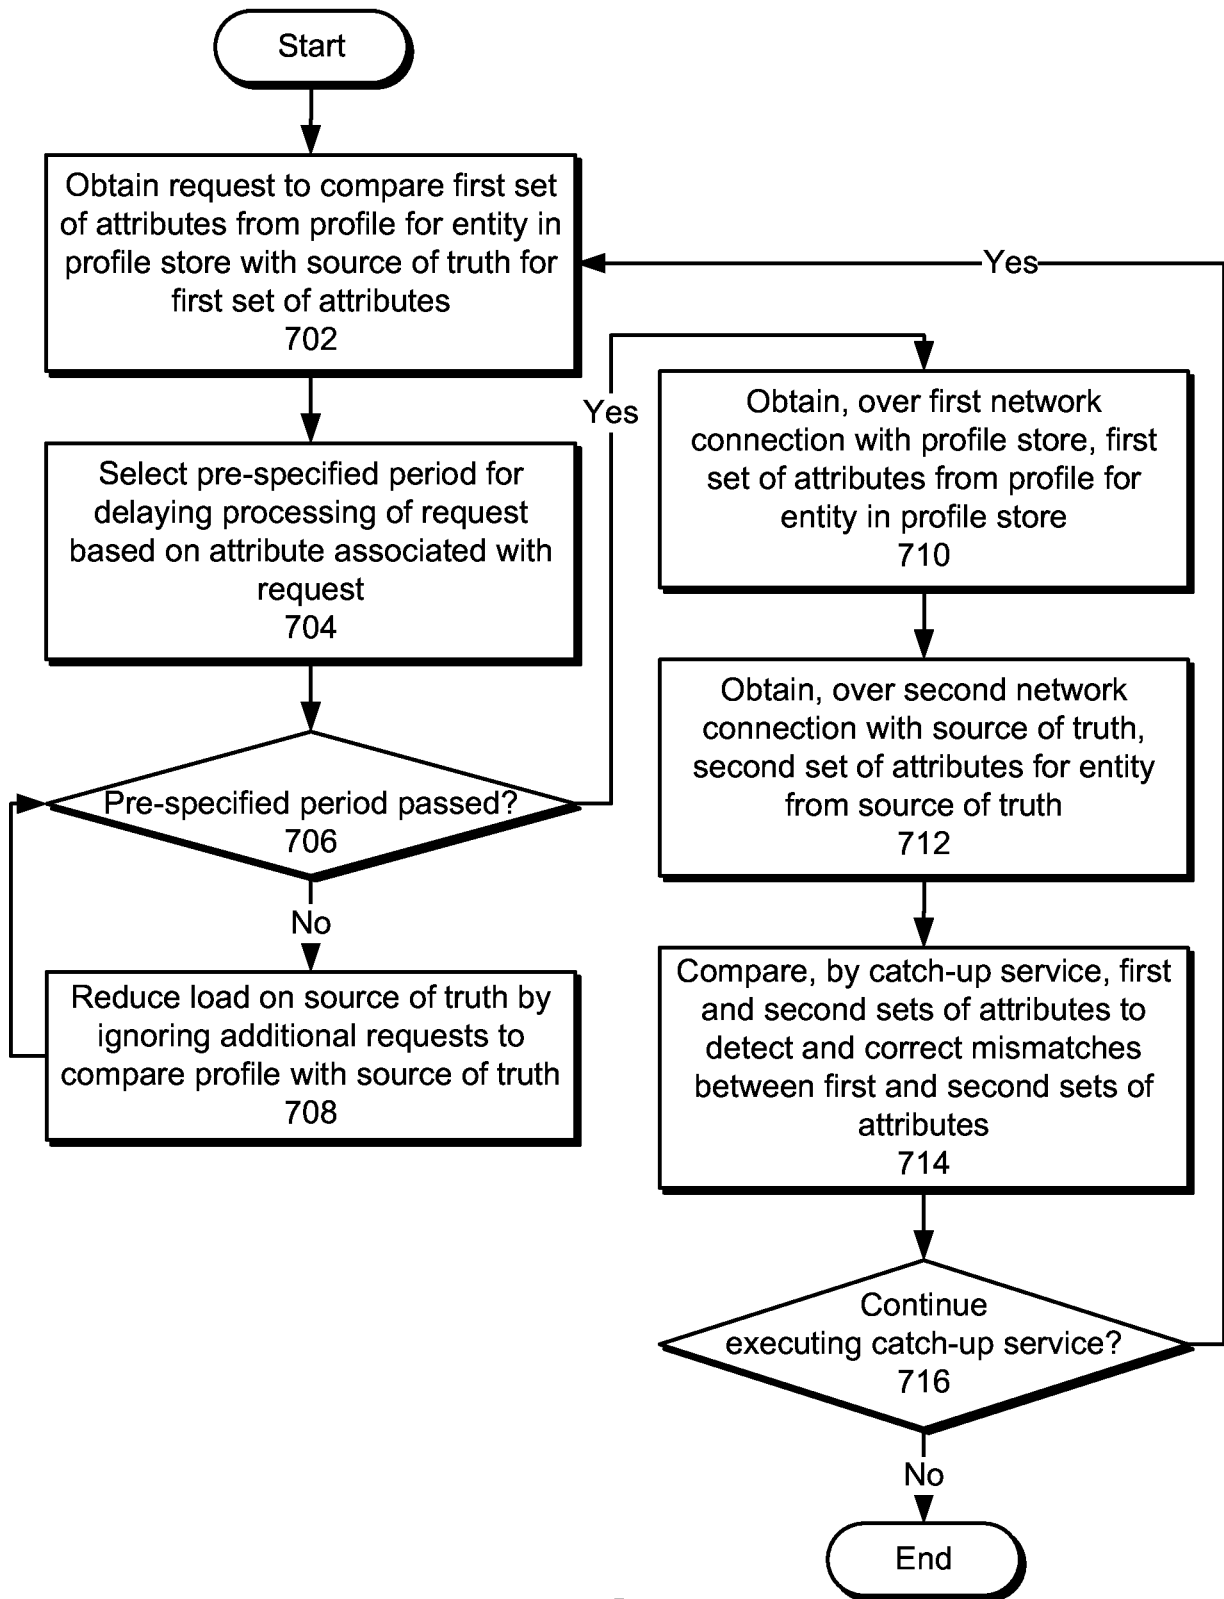 Start
Obtain request to compare first set
of attributes from profile for entity in
profile store with source of truth for
first set of attributes
702
Select pre-specified period for
delaying processing of request
based on attribute associated with
request
704
Pre-specified period passed?
706
No
Reduce load on source of truth by
ignoring additional requests to
compare profile with source of truth
708
Yes
Obtain, over first network
connection with profile store, first
set of attributes from profile for
entity in profile store
710
Obtain, over second network
connection with source of truth,
second set of attributes for entity
from source of truth
712
Compare, by catch-up service, first
and second sets of attributes to
detect and correct mismatches
between first and second sets of
attributes
714
Continue
executing catch-up service?
716
Yes
No
End